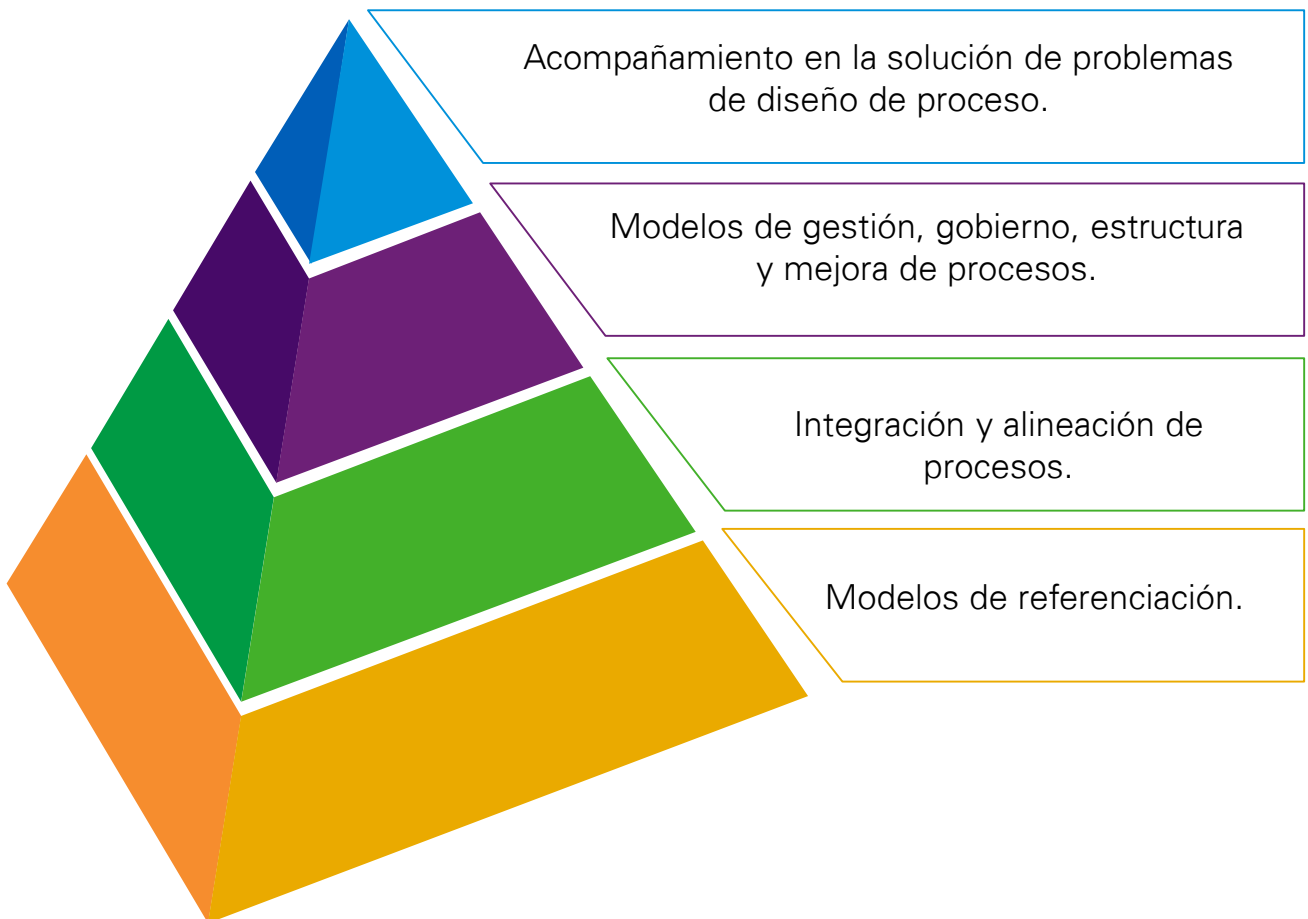 Acompañamiento en la solución de problemas
de diseño de proceso.
Modelos de gestión, gobierno, estructura
y mejora de procesos.
Integración y alineación de
procesos.
Modelos de referenciación.